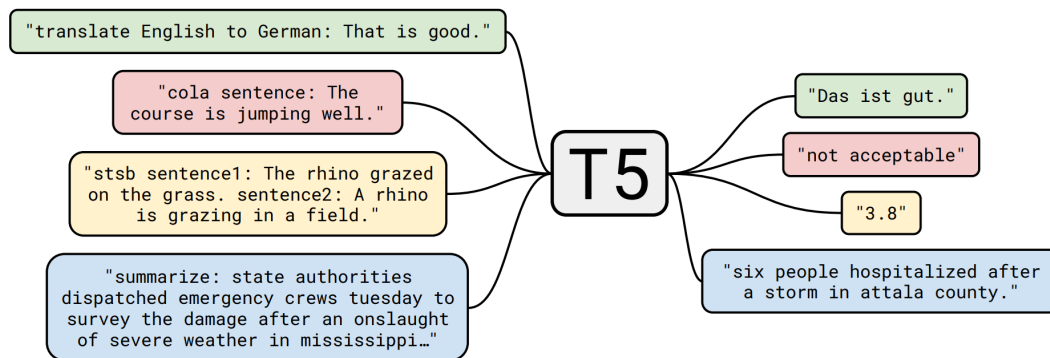 "translate English to German: That is good."
"cola sentence: The
course is jumping well."
"stsb sentence1: The rhino grazed
on the grass. sentence2: A rhino
is grazing in a field."
"summarize: state authorities
dispatched emergency crews tuesday to
survey the damage after an onslaught
of severe weather in mississippi…"
T5
"Das ist gut."
"not acceptable"
"3.8"
"six people hospitalized after
a storm in attala county."